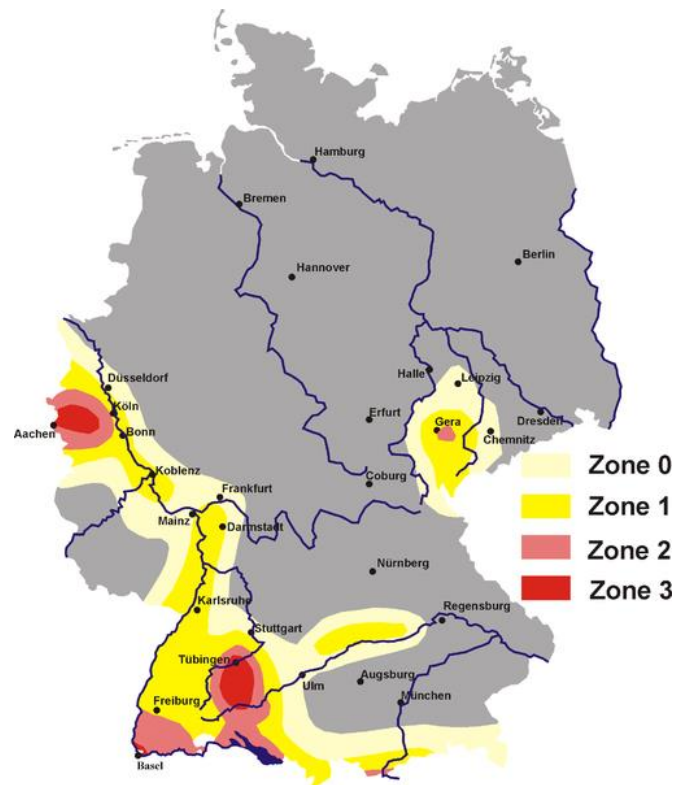 Hamburg
Bremen
Berlin
Hannover
Düsseldorf
Halle
Leipzig
Köln
Erfurt
Gera
Dresden
Aachen
Bonn
Chemnitz
Koblenz
Coburg
Zone 0
Frankfurt
Zone 1
Mainz
Darmstadt
Zone 2
Nürnberg
Zone 3
Karlsruhe
Regensburg
Stuttgart
Tübingen
Ulm
Augsburg
München
Freiburg
Basel